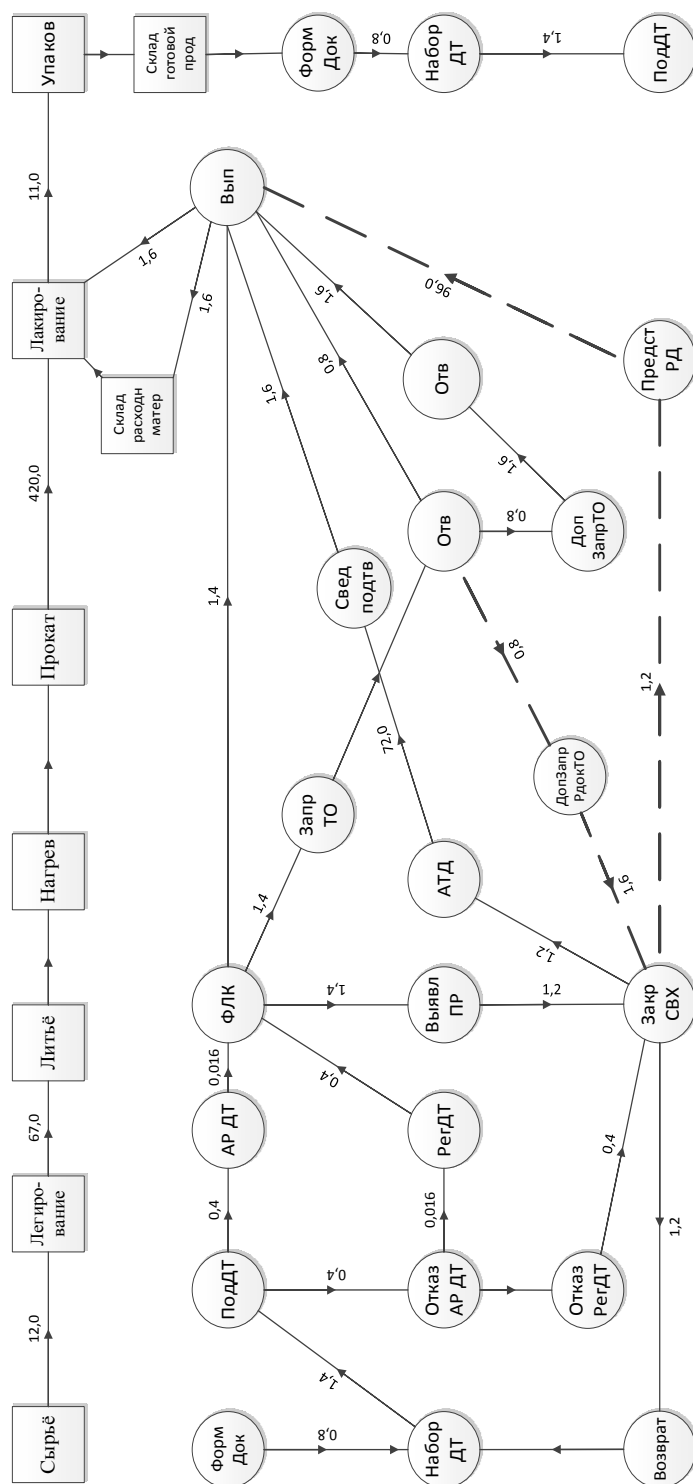 Сырьё
12,0
Легиро-
вание
67,0
Литьё
Нагрев
Прокат
420,0
Лакиро-
вание
11,0
Упаков
Склад
расходн
матер
Склад
готовой
прод
Форм
Док
0,8
Набор
ДТ
1,4
ПодДТ
Форм
Док
0,8
Набор
ДТ
1,4
Возврат
ПодДТ
0,4
АР ДТ
0,016
ФЛК
1,4
Вып
1,6
1,6
0,4
Отказ
АР ДТ
0,016
РегДТ
0,4
Отказ
РегДТ
0,4
1,4
Выявл
ПР
1,2
Закр
СВХ
1,2
1,4
Запр
ТО
1,2
АТД
72,0
Свед
подтв
1,6
Отв
0,8
0,8
Доп
ЗапрТО
1,6
Отв
1,6
0,8
ДопЗапр
РдокТО
1,6
1,2
Предст
РД
96,0